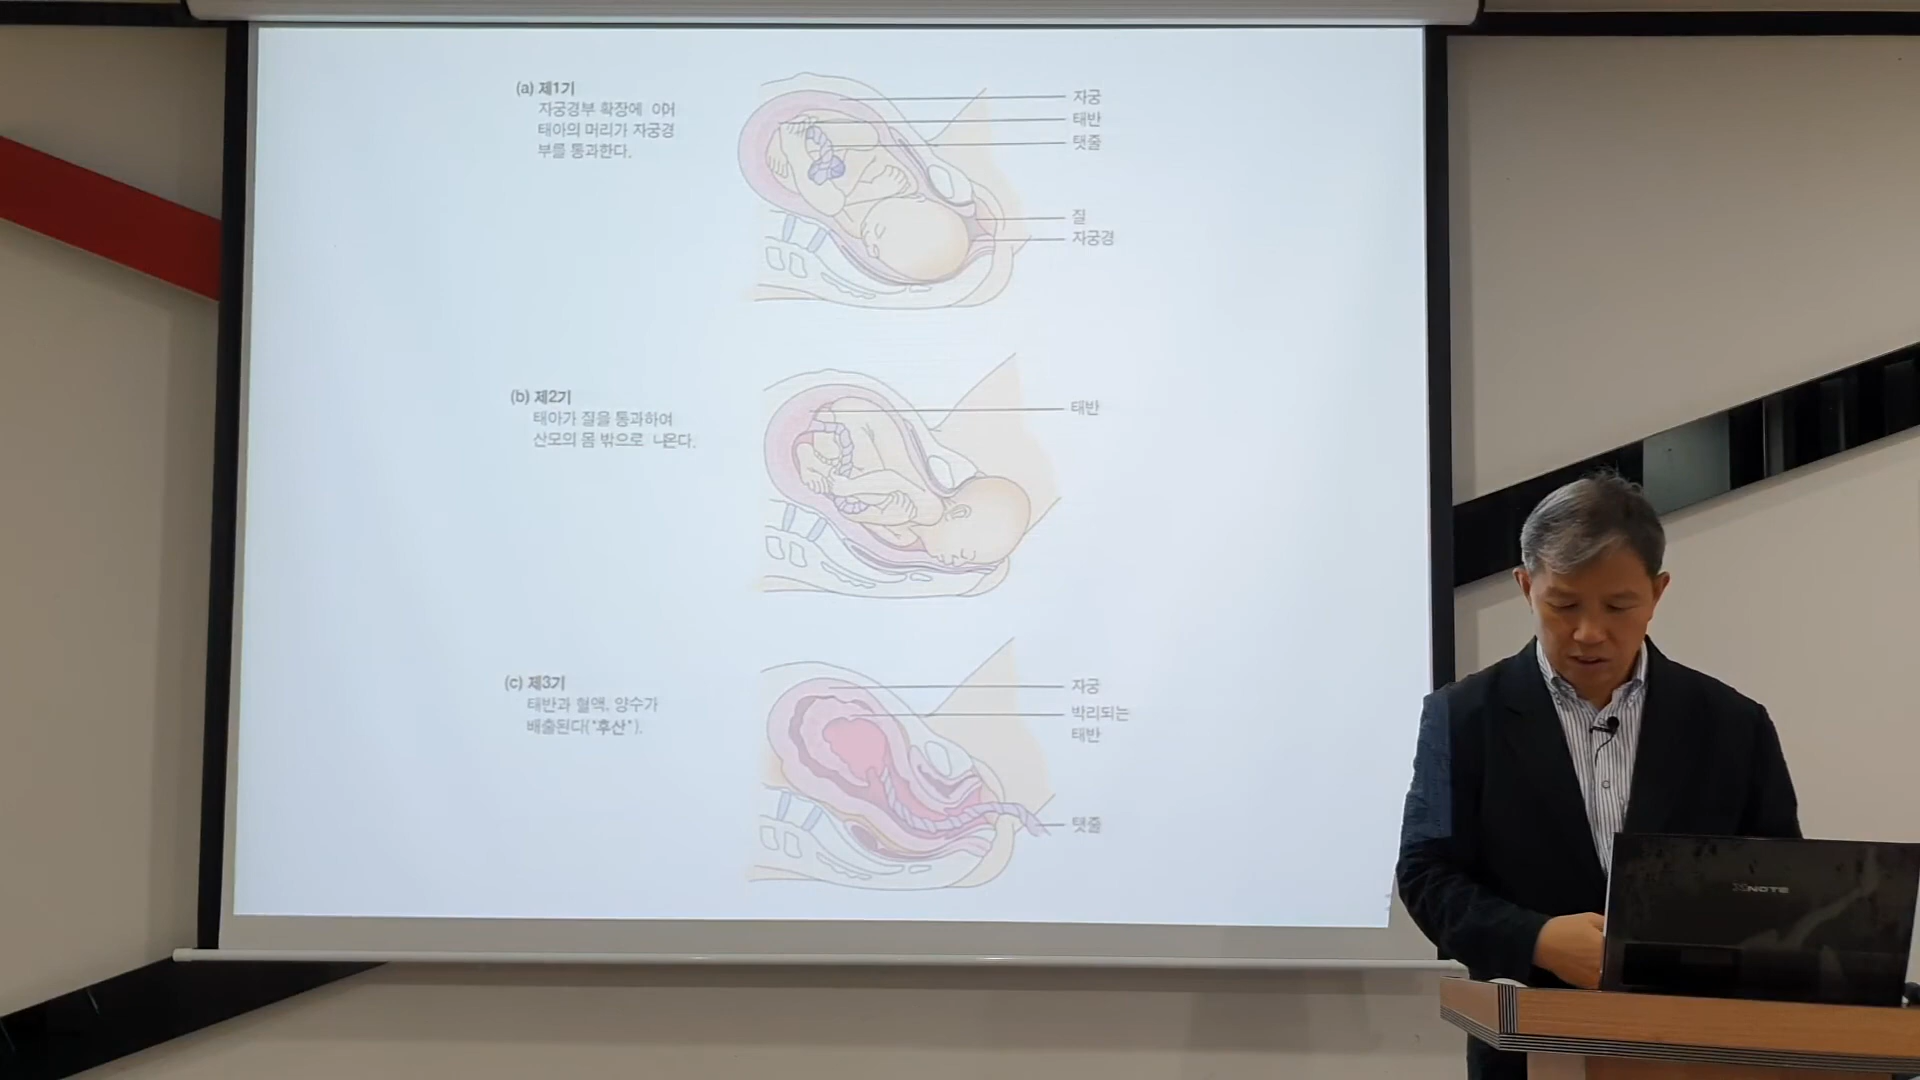 (a) 제1기
자궁경부 확장에 이어
태아의 머리가 자궁경
부를 통과한다.
자궁
태반
탯줄
질
자궁경
(b) 제2기
태아가 질을 통과하여
산모의 몸 밖으로 나온다.
태반
(c) 제3기
태반과 혈액, 양수가
배출된다("후산").
자궁
박리되는
태반
탯줄
XNOTE